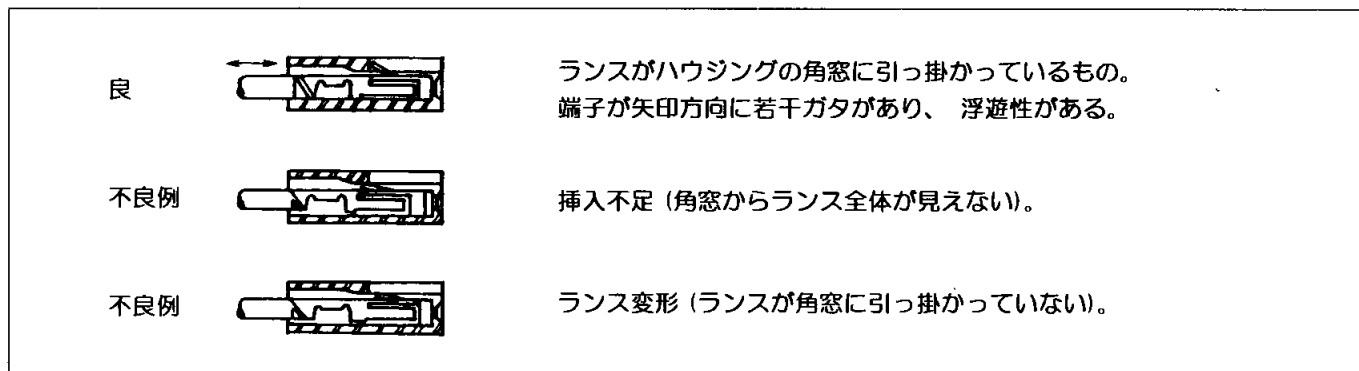 良
ランスがハウジングの角窓に引っ掛かっているもの。
端子が矢印方向に若干ガタがあり、 浮遊性がある。
不良例
挿入不足 (角窓からランス全体が見えない)。
不良例
ランス変形 (ランスが角窓に引っ掛かっていない)。